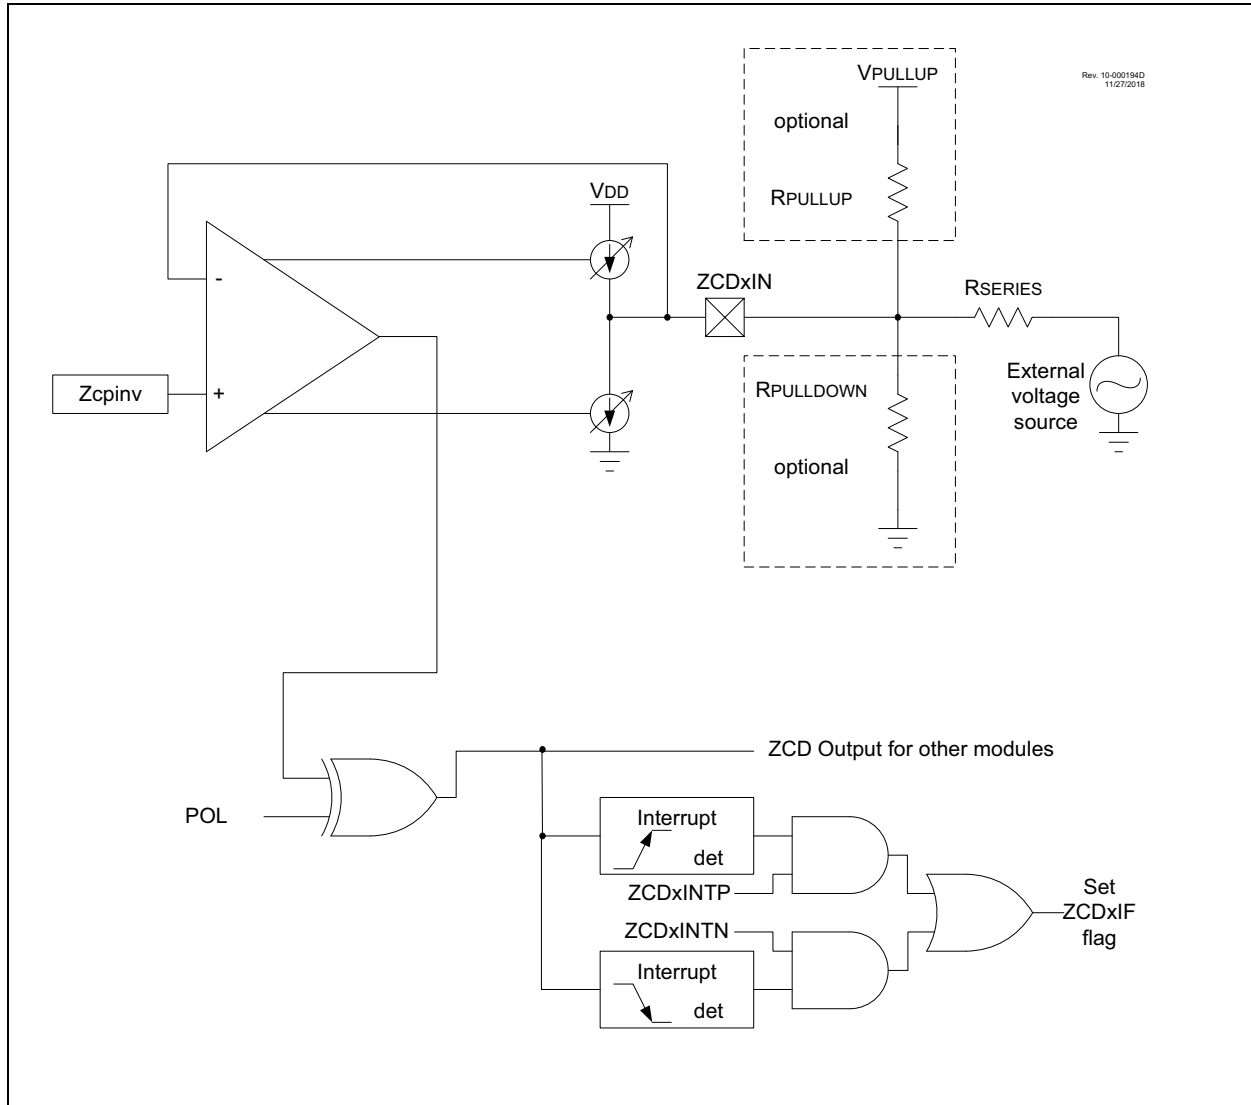 VPULLUP
Rev. 10-000194D
11/27/2018
optional
RPULLUP
VDD
-
ZCDxIN
RSERIES
Zcpinv
+
RPULLDOWN
External
voltage
source
optional
ZCD Output for other modules
POL
Interrupt
det
ZCDxINTP
Set
ZCDxIF
flag
ZCDxINTN
Interrupt
det